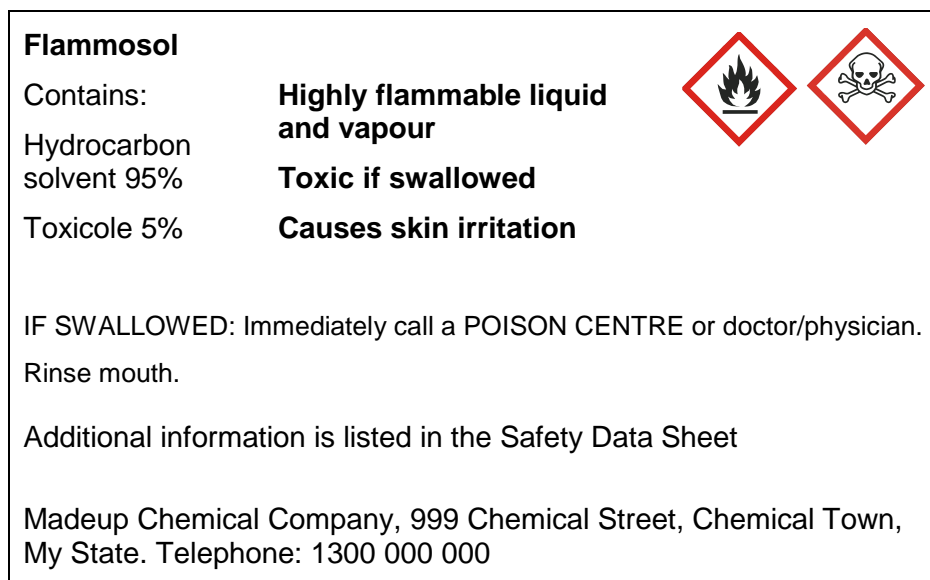 Flammosol
Contains:
Hydrocarbon
solvent 95%
Toxicole 5%
Highly flammable liquid
and vapour
Toxic if swallowed
Causes skin irritation
IF SWALLOWED: Immediately call a POISON CENTRE or doctor/physician.
Rinse mouth.
Additional information is listed in the Safety Data Sheet
Madeup Chemical Company, 999 Chemical Street, Chemical Town,
My State. Telephone: 1300 000 000